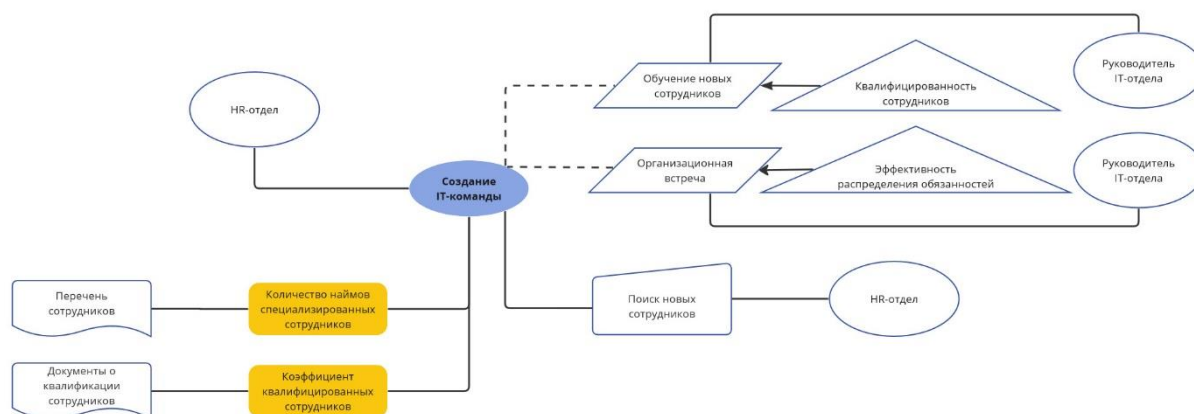 Обучение новых
сотрудников
Квалифицированность
сотрудников
Руководитель
IT-отдела
HR-отдел
Организационная
встреча
Эффективность
распределения обязанностей
Руководитель
IT-отдела
Создание
IT-команды
Перечень
сотрудников
Количество наймов
специализированных
сотрудников
Поиск новых
сотрудников
HR-отдел
Документы о
квалификации
сотрудников
Коэффициент
квалифицированных
сотрудников